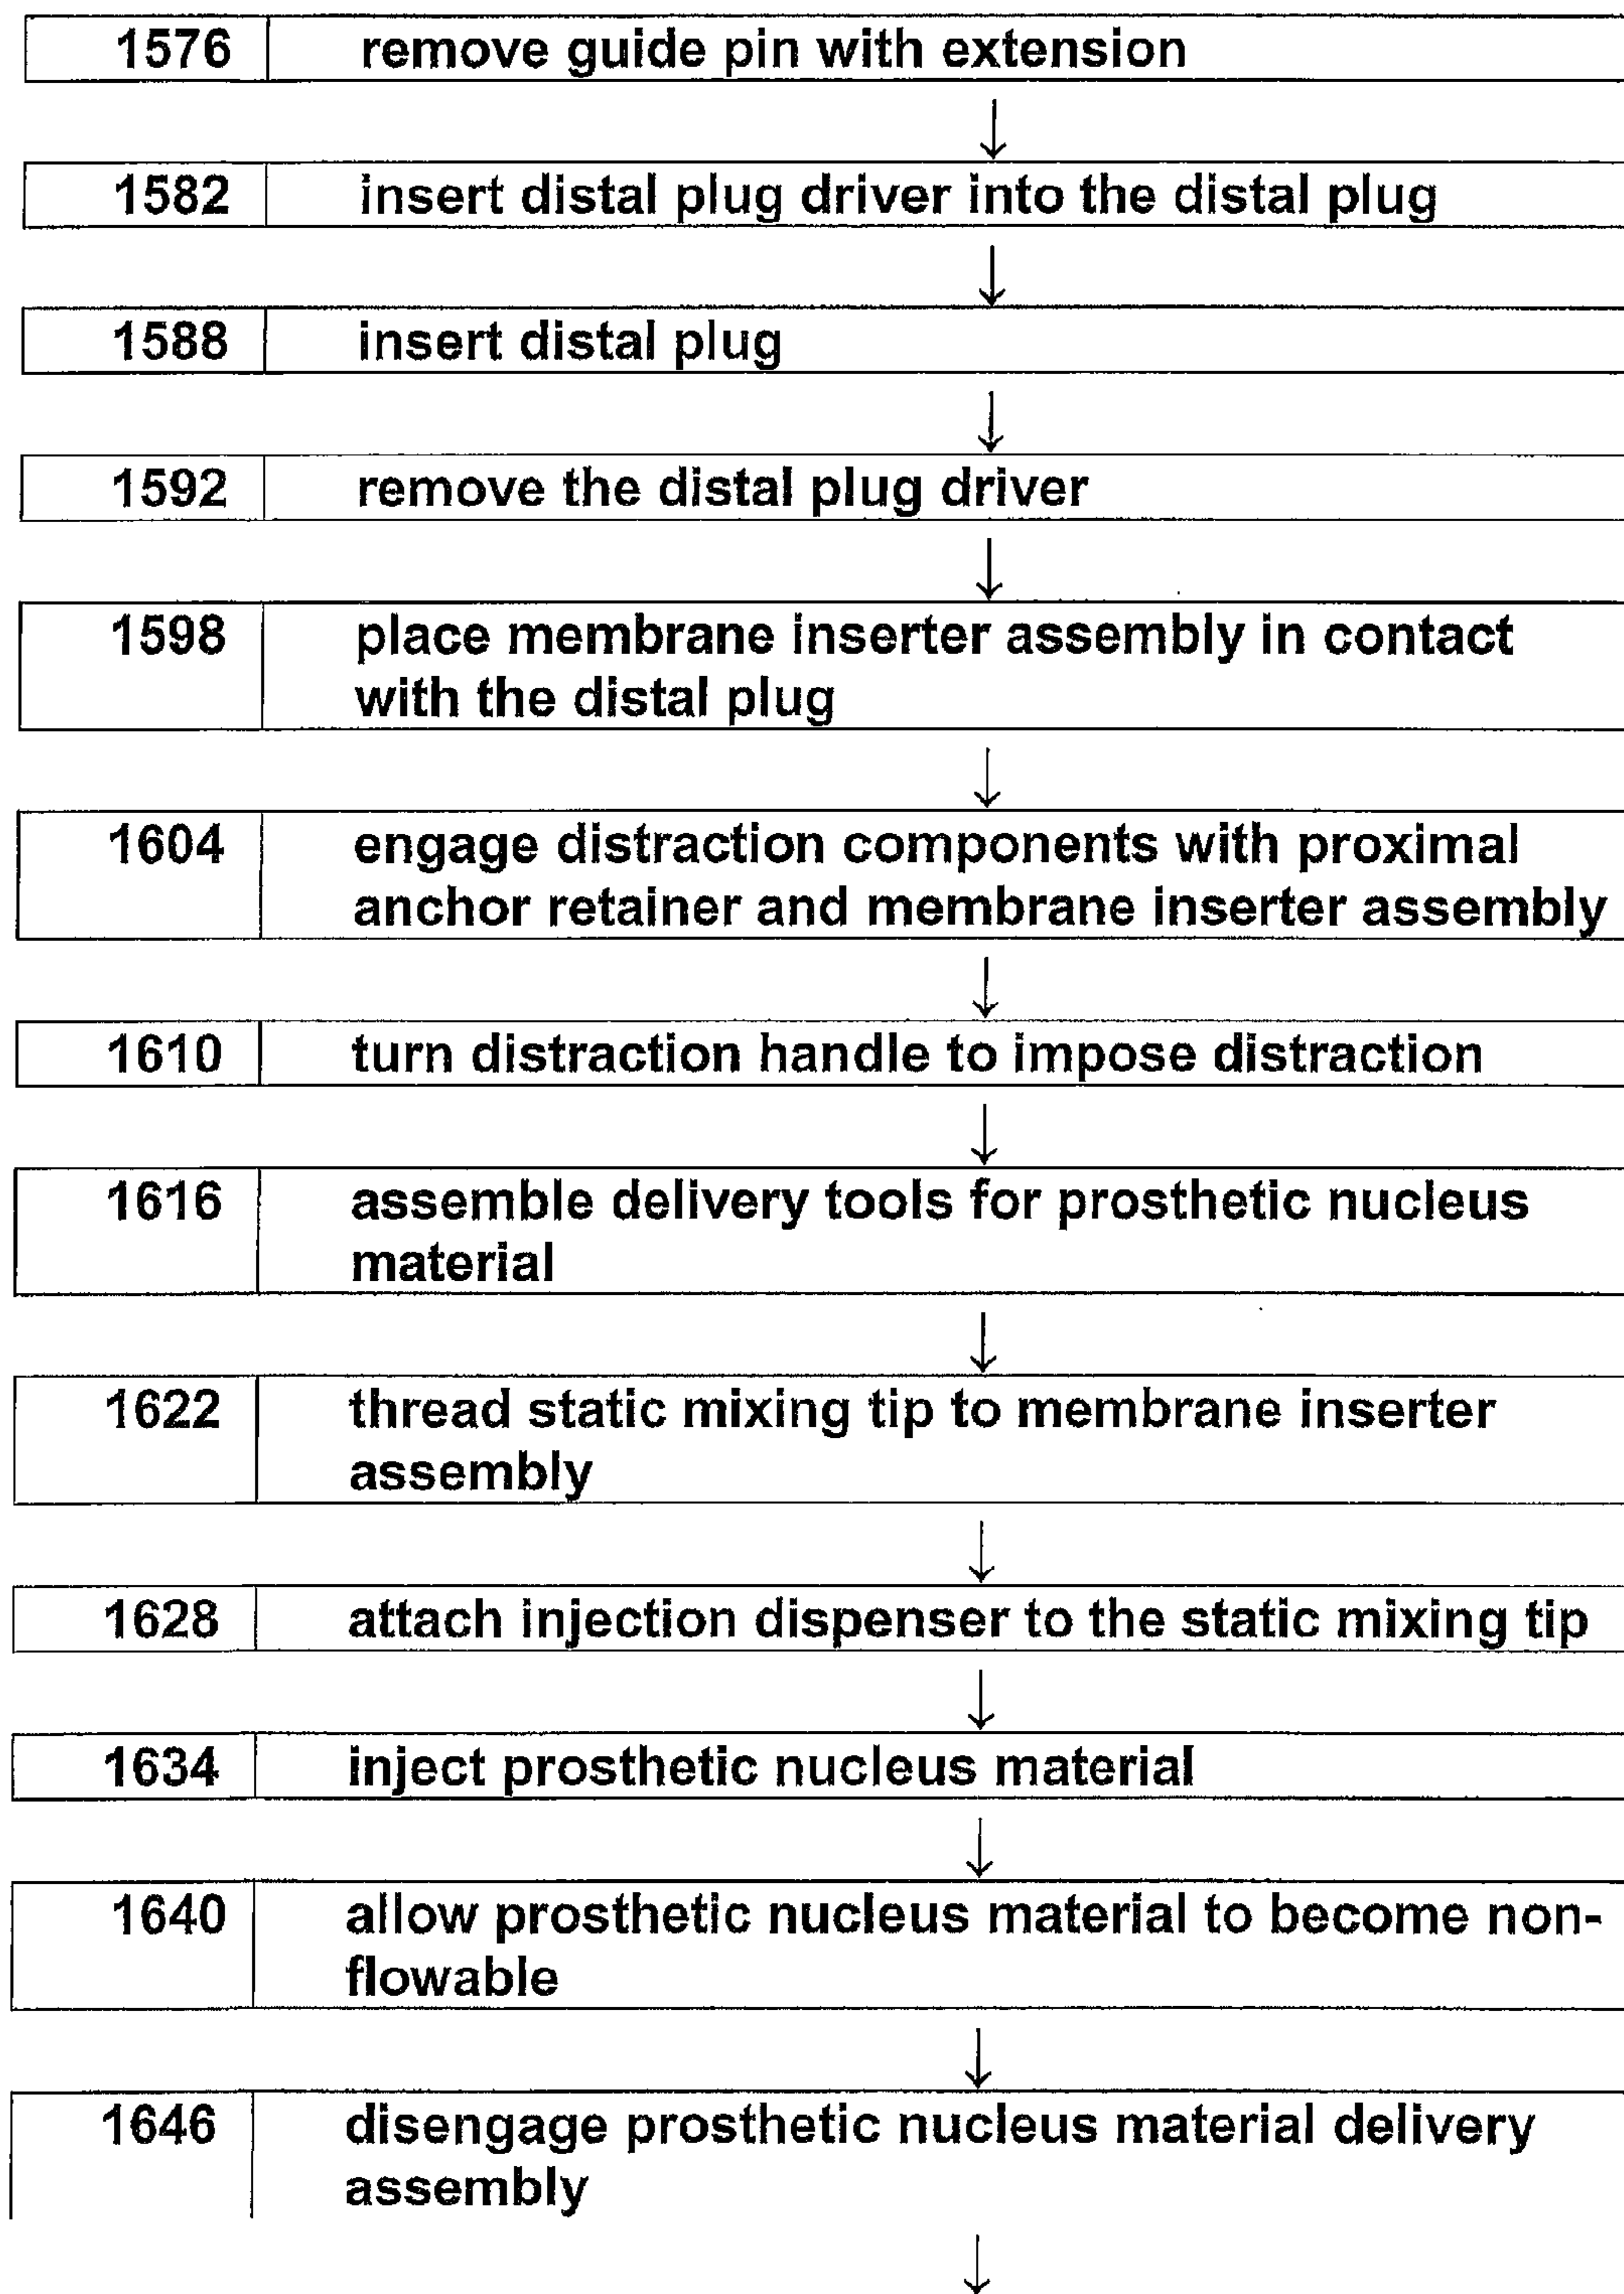 1576 remove guide pin with extension
↓
1582 insert distal plug driver into the distal plug
↓
1588 insert distal plug
↓
1592 remove the distal plug driver
↓
1598 place membrane inserter assembly in contact
with the distal plug
↓
1604 engage distraction components with proximal
anchor retainer and membrane inserter assembly
↓
1610 turn distraction handle to impose distraction
↓
1616 assemble delivery tools for prosthetic nucleus
material
↓
1622 thread static mixing tip to membrane inserter
assembly
↓
1628 attach injection dispenser to the static mixing tip
↓
1634 inject prosthetic nucleus material
↓
1640 allow prosthetic nucleus material to become non-
flowable
↓
1646 disengage prosthetic nucleus material delivery
assembly
↓